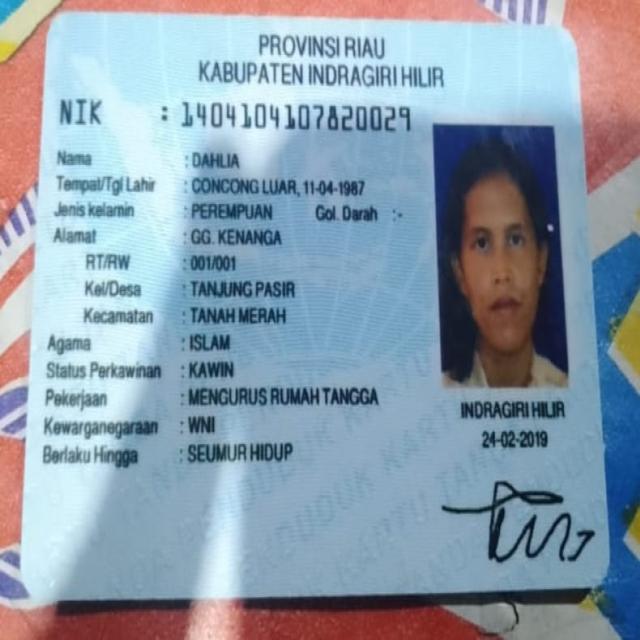 PROVINSI RIAU
KABUPATEN INDRAGIRI HILIR
NIK : 1404104107820029
Nama : DAHLIA
Tempat/Tgl Lahir : CONCONG LUAR, 11-04-1987
Jenis kelamin : PEREMPUAN Gol. Darah :-
Alamat : GG. KENANGA
RT/RW : 001/001
Kel/Desa : TANJUNG PASIR
Kecamatan : TANAH MERAH
Agama : ISLAM
Status Perkawinan : KAWIN
Pekerjaan : MENGURUS RUMAH TANGGA
Kewarganegaraan : WNI
Berlaku Hingga : SEUMUR HIDUP
INDRAGIRI HILIR
24-02-2019